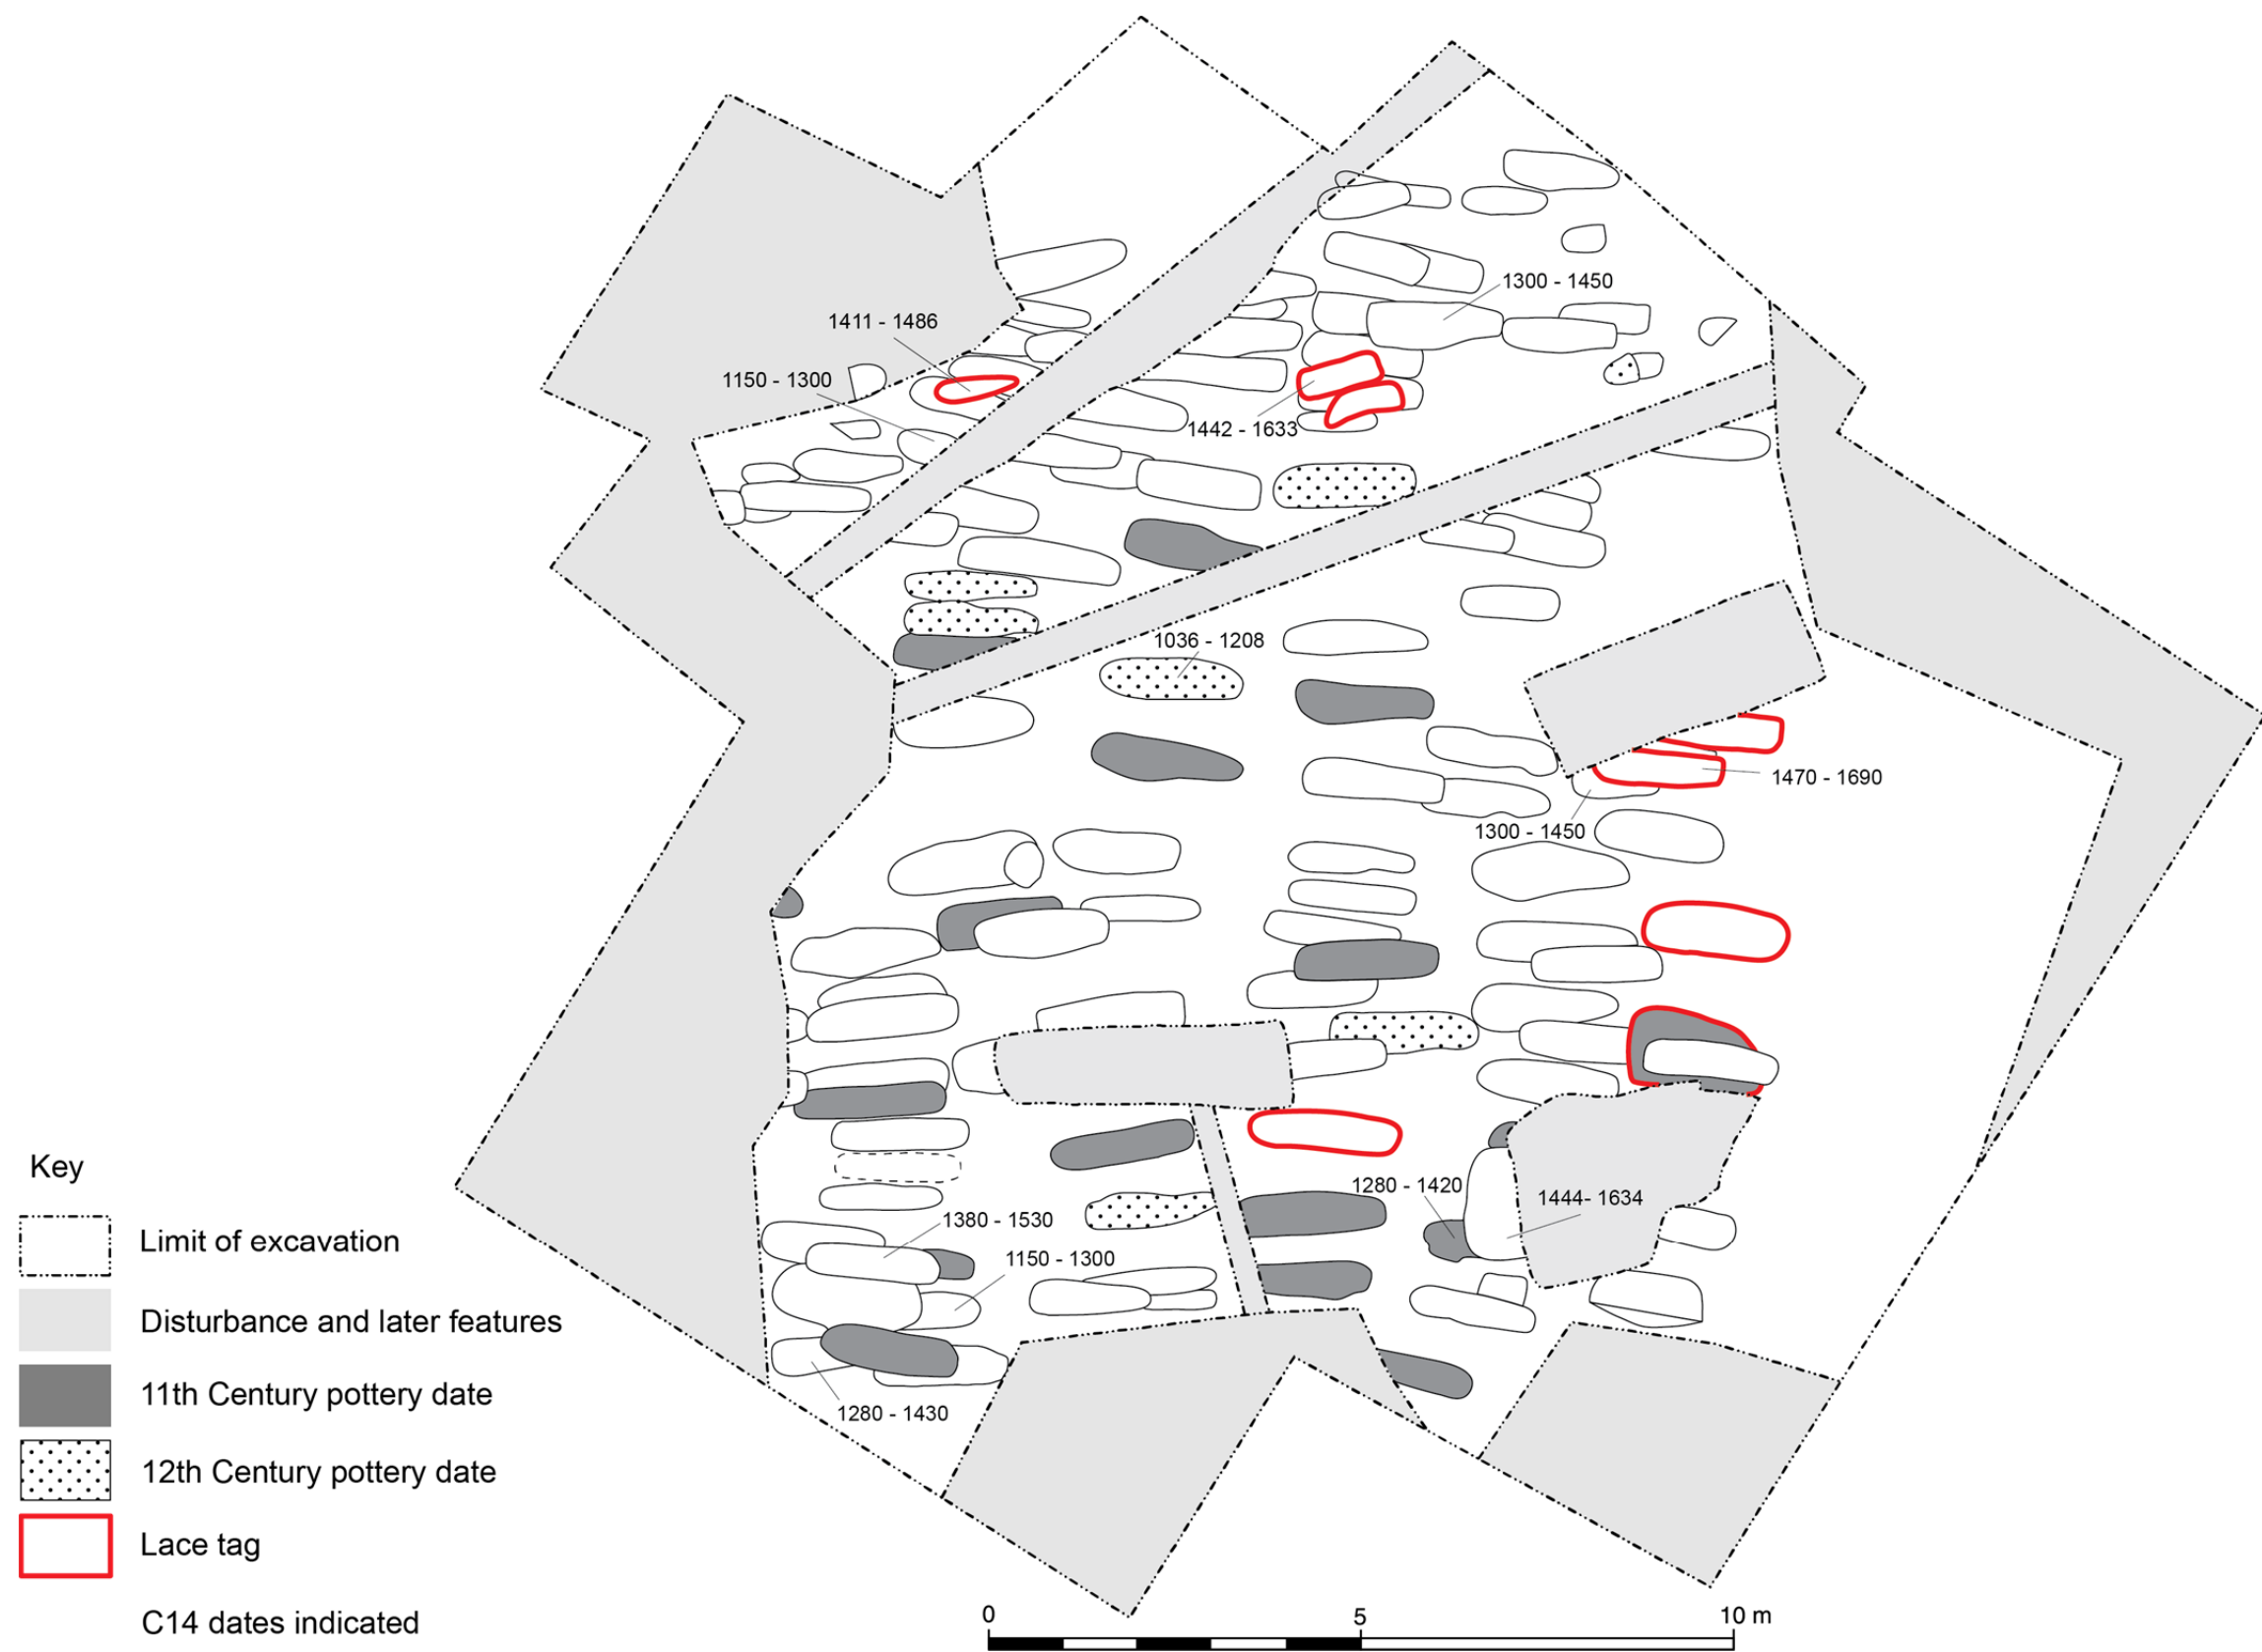 1300 - 1450
1411 - 1486
1150 - 1300
1442 - 1633
1036 - 1208
1470 - 1690
1300 - 1450
1280 - 1420
1444- 1634
1380 - 1530
1150 - 1300
1280 - 1430
Key
Limit of excavation
Disturbance and later features
11th Century pottery date
12th Century pottery date
Lace tag
C14 dates indicated
0 5 10 m